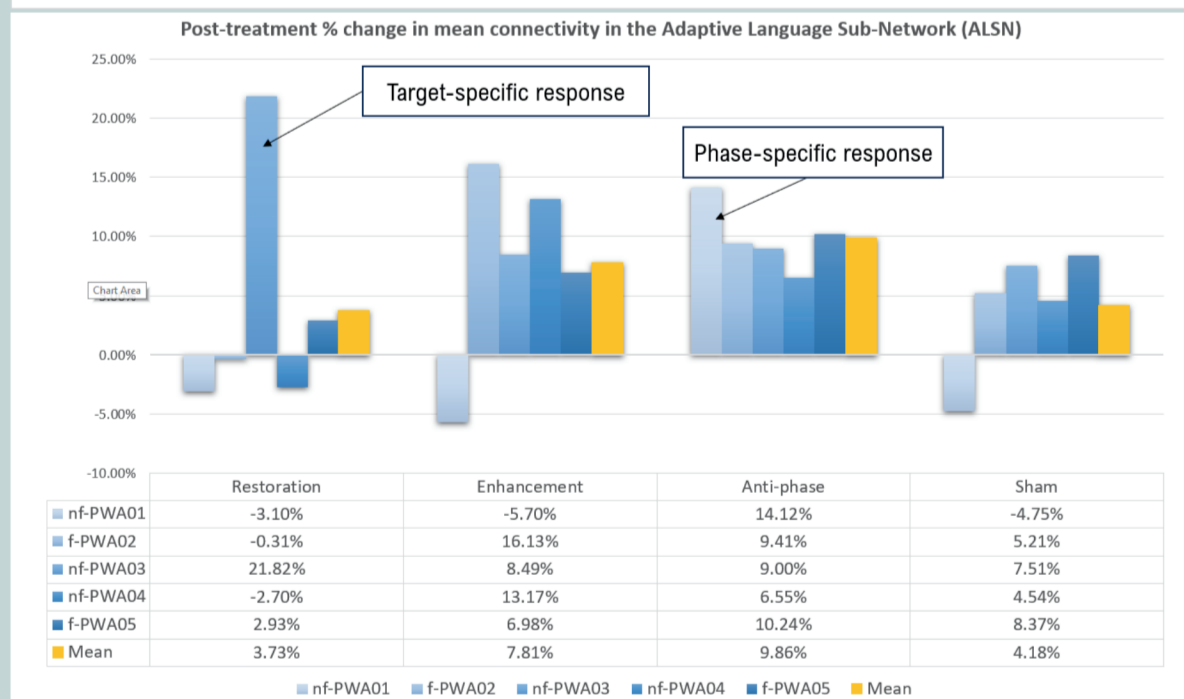 Post-treatment % change in mean connectivity in the Adaptive Language Sub-Network (ALSN)
25.00%
Target-specific response
20.00%
Phase-specific response
15.00%
10.00%
Chart Area
0.00%
-5.00%
-10.00%
Restoration Enhancement Anti-phase Sham
nf-PWA01 -3.10% -5.70% 14.12% -4.75%
f-PWA02 -0.31% 16.13% 9.41% 5.21%
nf-PWA03 21.82% 8.49% 9.00% 7.51%
nf-PWA04 -2.70% 13.17% 6.55% 4.54%
f-PWA05 2.93% 6.98% 10.24% 8.37%
Mean 3.73% 7.81% 9.86% 4.18%
nf-PWA01 f-PWA02 nf-PWA03 nf-PWA04 f-PWA05 Mean